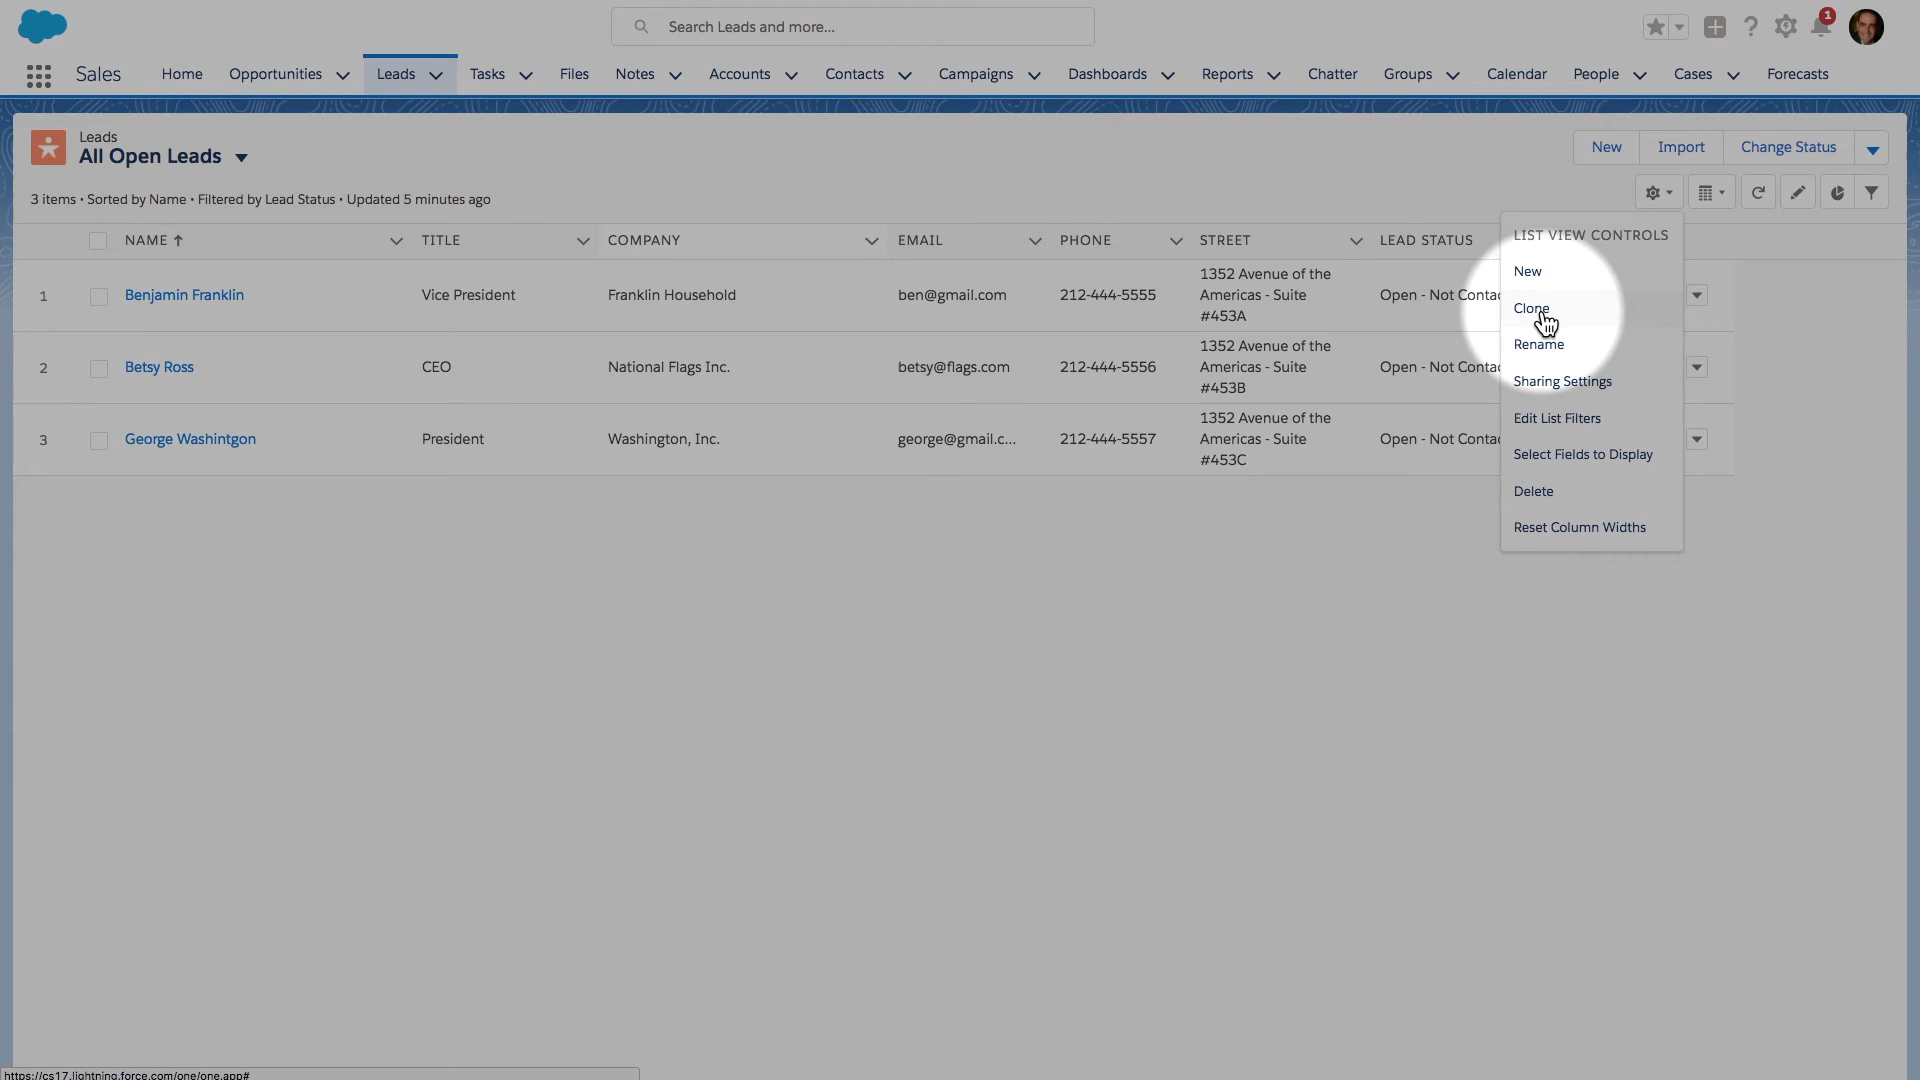 Search Leads and more...
1
Sales
Home
Opportunities
Leads
Tasks
Files
Notes
Accounts
Contacts
Campaigns
Dashboards
Reports
Chatter
Groups
Calendar
People
Cases
Forecasts
Leads
All Open Leads
New
Import
Change Status
3 items • Sorted by Name • Filtered by Lead Status • Updated 5 minutes ago
NAME
TITLE
COMPANY
EMAIL
PHONE
STREET
LEAD STATUS
1
Benjamin Franklin
Vice President
Franklin Household
ben@gmail.com
212-444-5555
1352 Avenue of the
Americas - Suite
#453A
Open - Not Contac
2
Betsy Ross
CEO
National Flags Inc.
betsy@flags.com
212-444-5556
1352 Avenue of the
Americas - Suite
#453B
Open - Not Contac
3
George Washintgon
President
Washington, Inc.
george@gmail.c...
212-444-5557
1352 Avenue of the
Americas - Suite
#453C
Open - Not Contac
LIST VIEW CONTROLS
New
Clone
Rename
Sharing Settings
Edit List Filters
Select Fields to Display
Delete
Reset Column Widths
https://cs17.lightning.force.com/one/one.app#